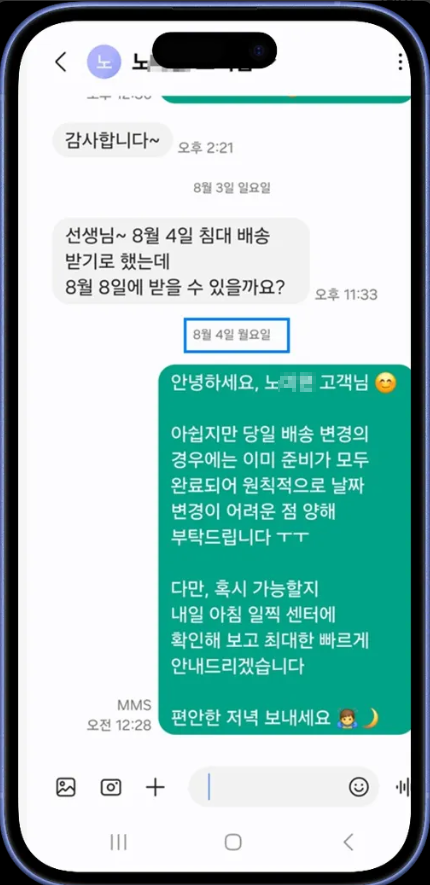 노
노
오후 12:30
감사합니다~
오후 2:21
8월 3일 일요일
선생님~ 8월 4일 침대 배송
받기로 했는데
8월 8일에 받을 수 있을까요?
오후 11:33
8월 4일 월요일
안녕하세요, 노 고객님 😊
아쉽지만 당일 배송 변경의
경우에는 이미 준비가 모두
완료되어 원칙적으로 날짜
변경이 어려운 점 양해
부탁드립니다 ㅜㅜ
다만, 혹시 가능할지
내일 아침 일찍 센터에
확인해 보고 최대한 빠르게
안내드리겠습니다
편안한 저녁 보내세요 🙇🌙
MMS
오전 12:28